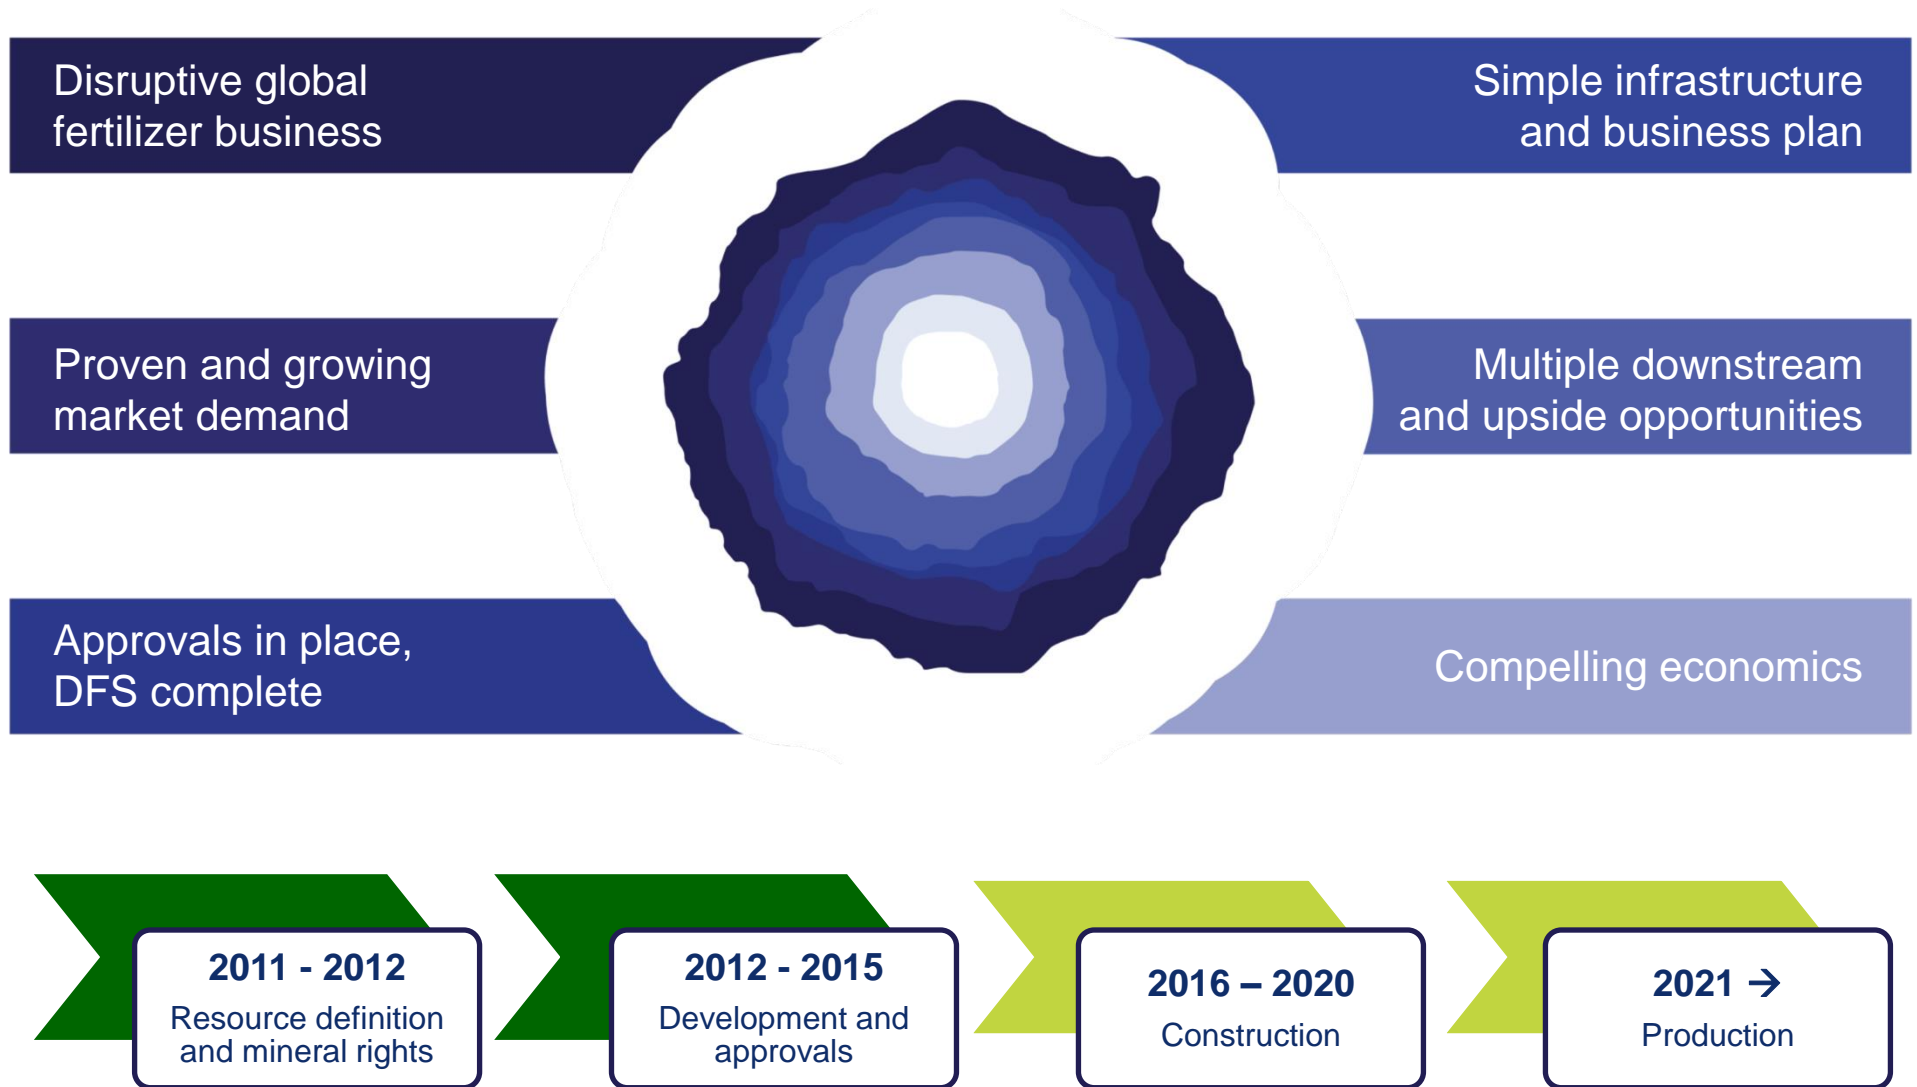 Disruptive global
fertilizer business
Simple infrastructure
and business plan
Proven and growing
market demand
Multiple downstream
and upside opportunities
Approvals in place,
DFS complete
Compelling economics
2011 - 2012
Resource definition
and mineral rights
2012 - 2015
Development and
approvals
2016 – 2020
Construction
2021 →
Production